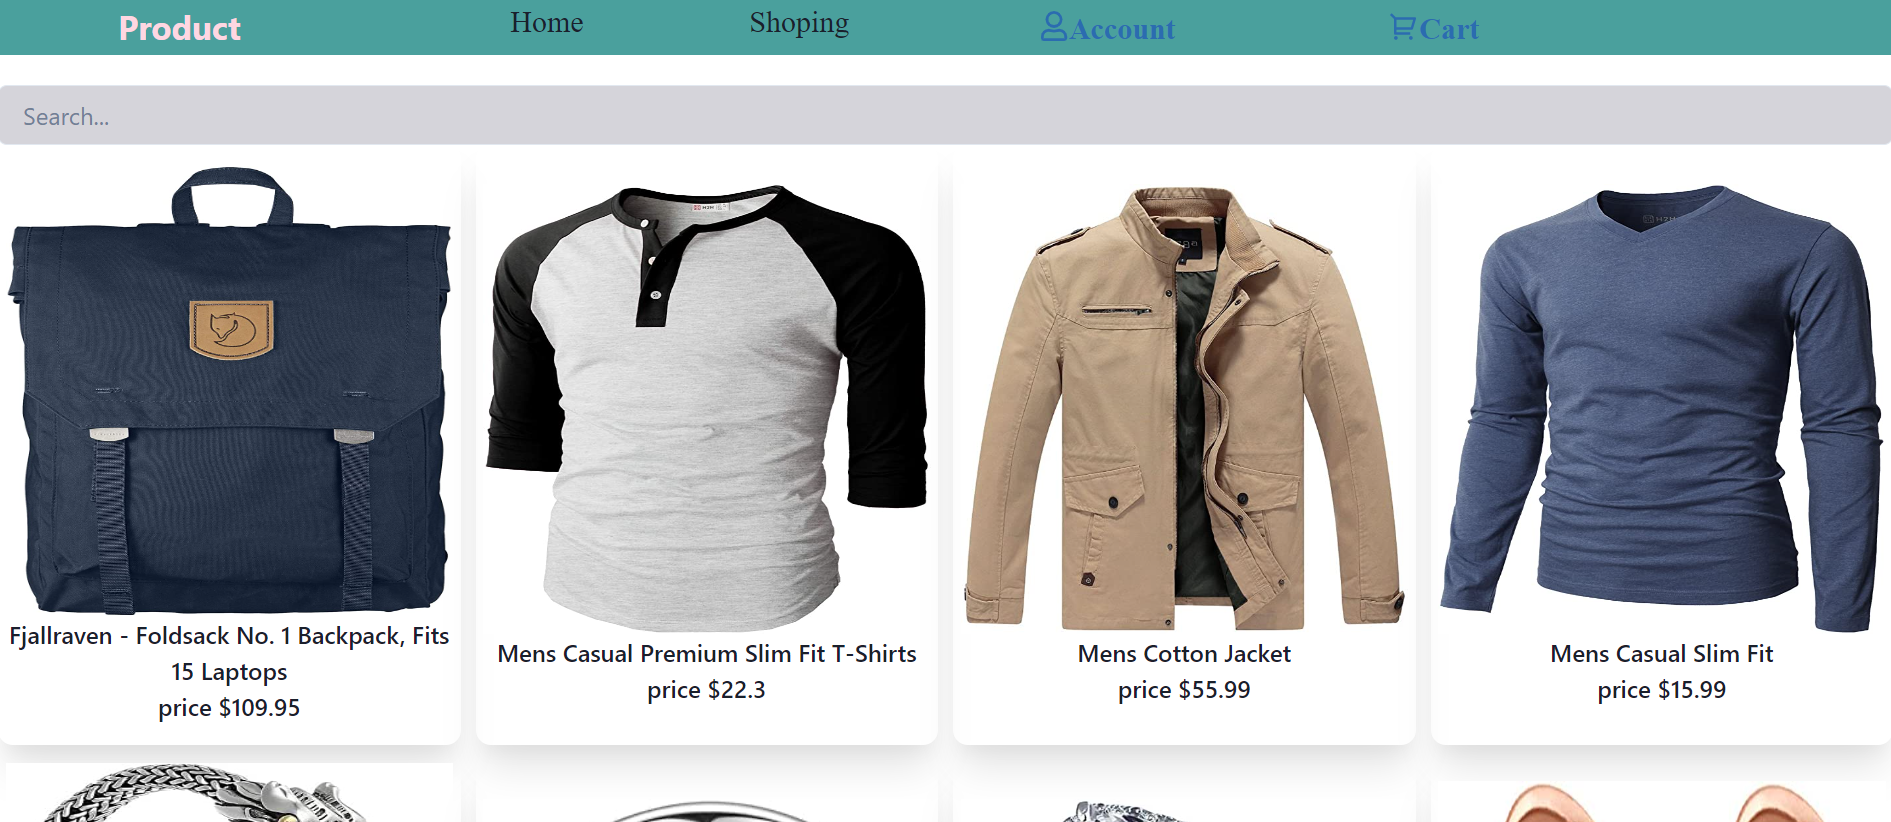 Product
Home
Shoping
Account
Cart
Search...
Fjallraven - Foldsack No. 1 Backpack, Fits
15 Laptops
price $109.95
Mens Casual Premium Slim Fit T-Shirts
price $22.3
Mens Cotton Jacket
price $55.99
Mens Casual Slim Fit
price $15.99